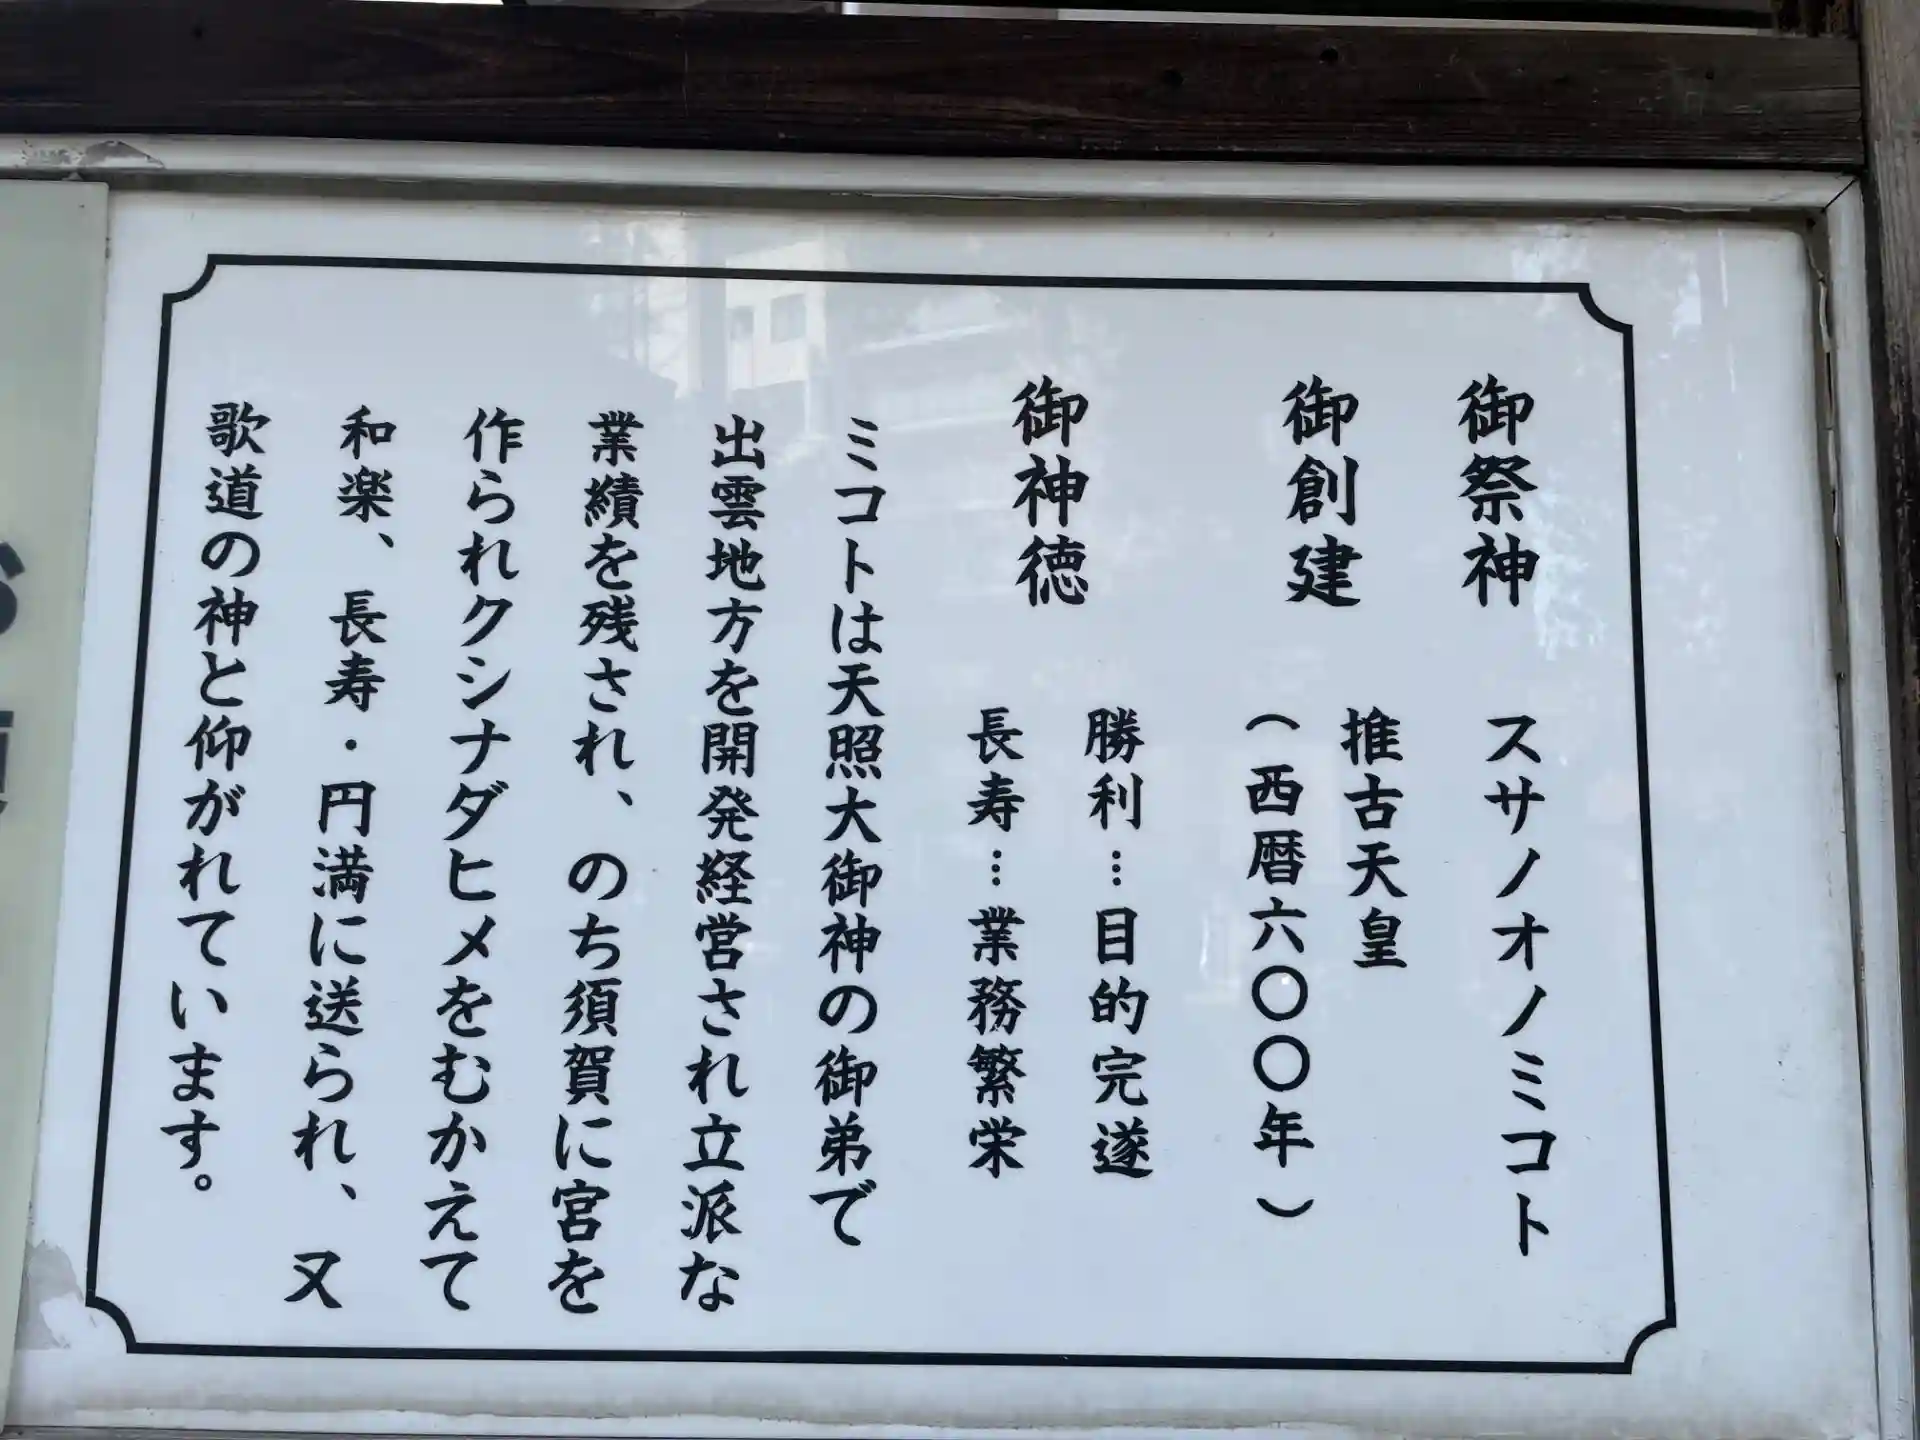 御祭神　スサノオノミコト
御創建　推古天皇
（西暦六〇〇年）
御神徳　勝利…目的完遂
長寿…業務繁栄
ミコトは天照大御神の御弟で
出雲地方を開発経営され立派な
業績を残され、のち須賀に宮を
作られクシナダヒメをむかえて
和楽、長寿・円満に送られ、又
歌道の神と仰がれています。